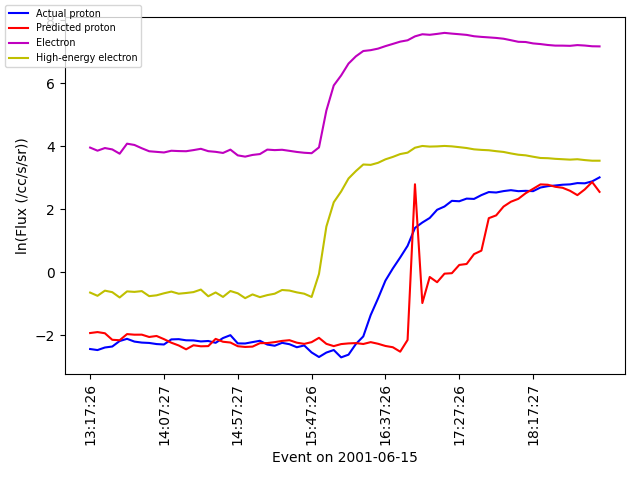 Actual proton
Predicted proton
Electron
High-energy electron
ln(Flux (/cc/s/sr))
6
4
2
0
−2
13:17:26
14:07:27
14:57:27
15:47:26
16:37:26
17:27:26
18:17:27
Event on 2001-06-15